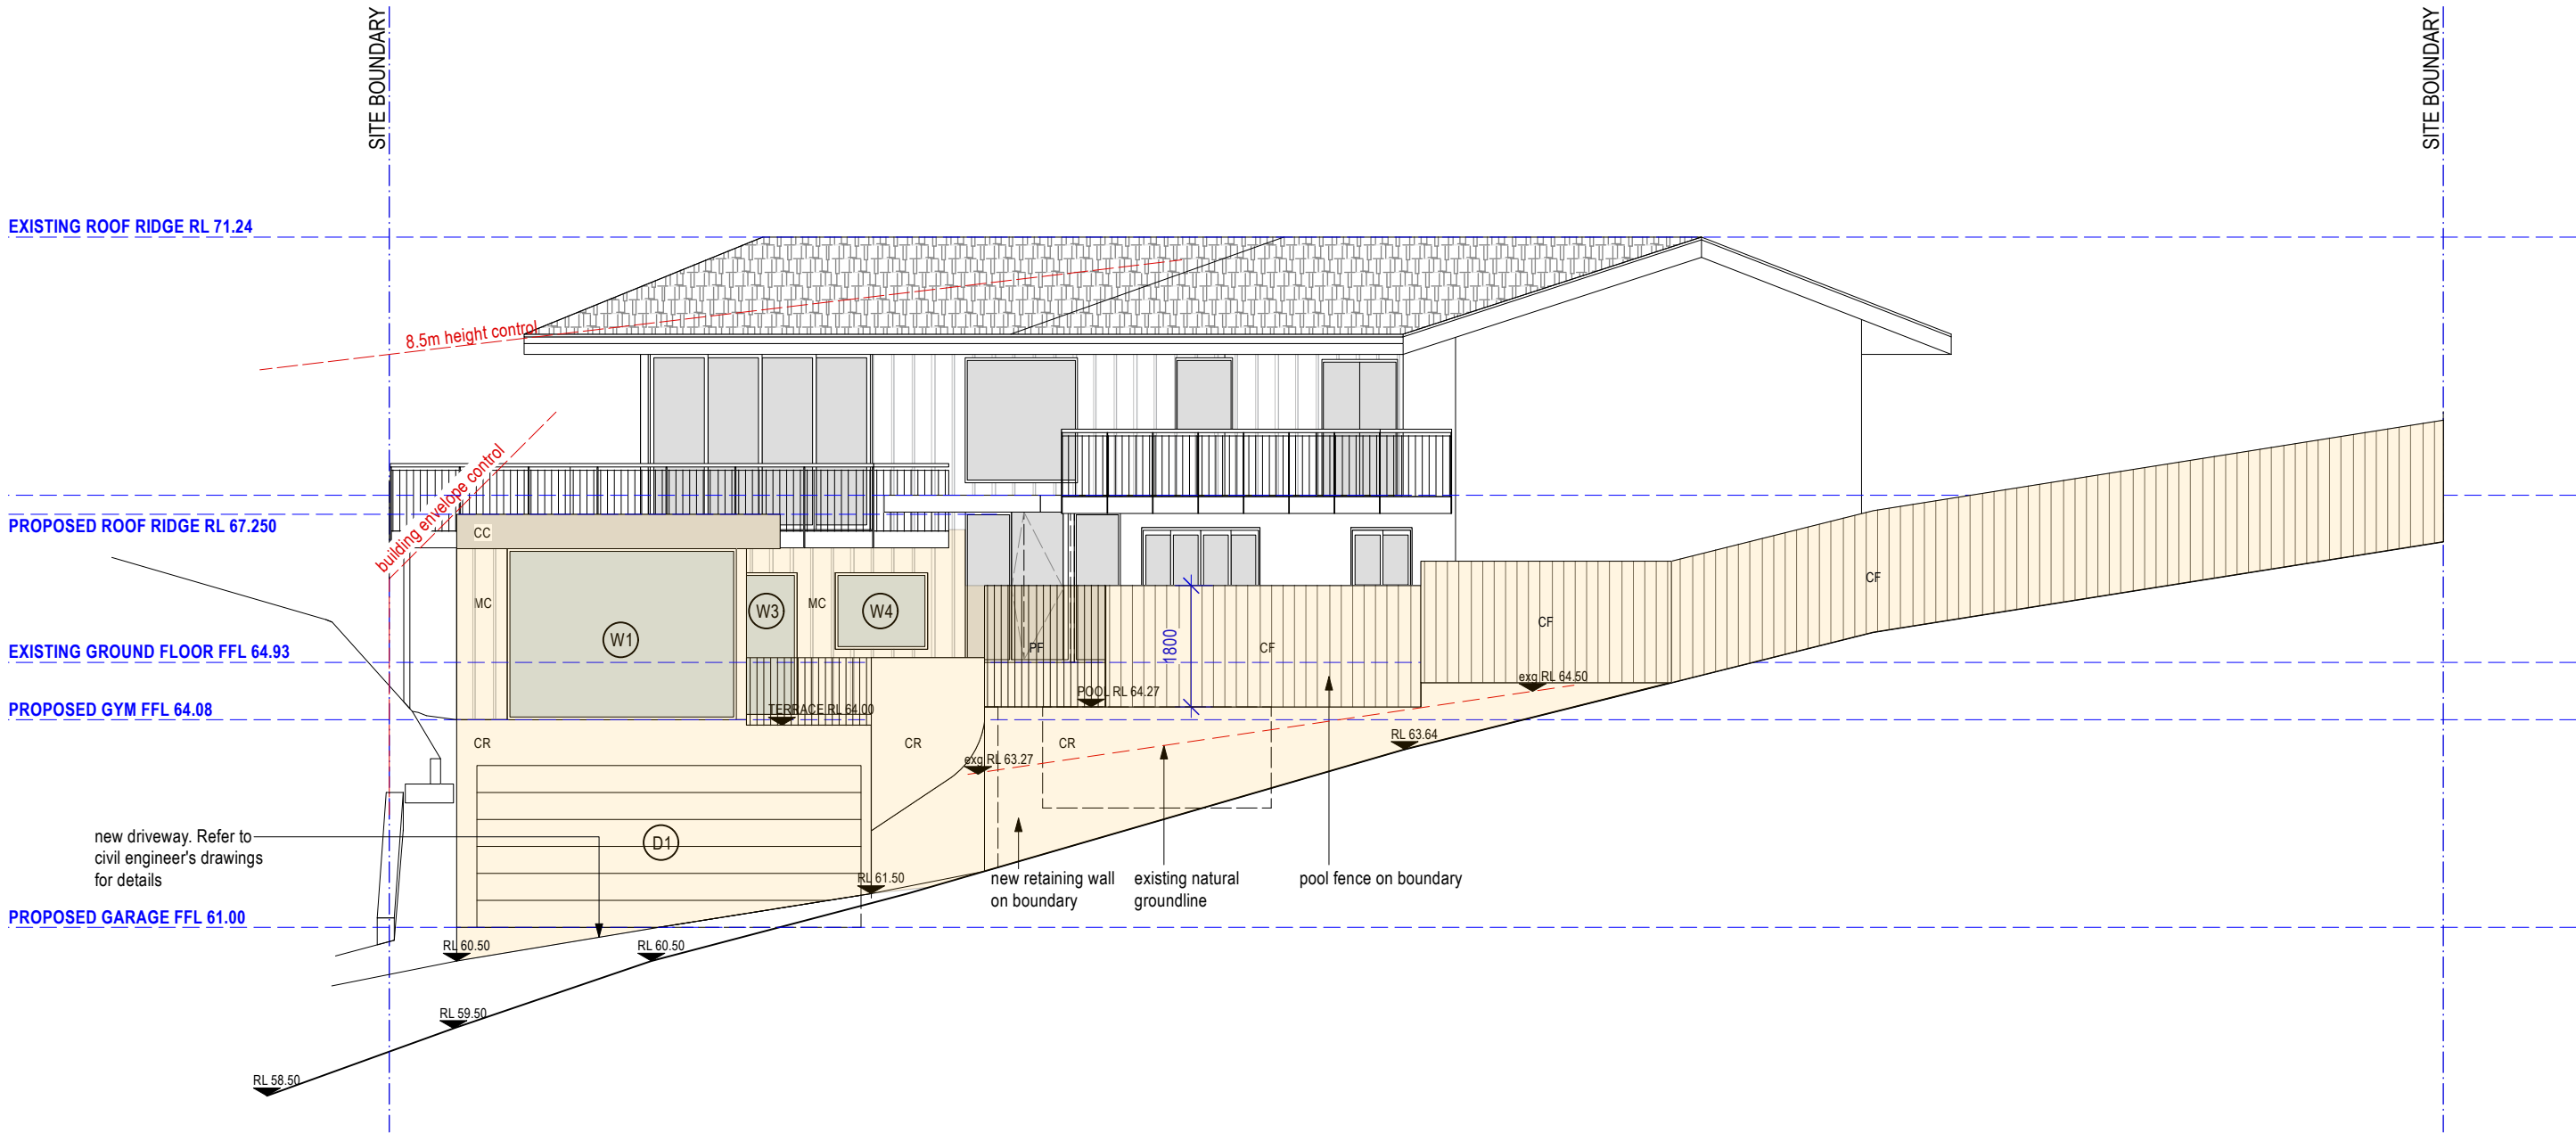 SITE BOUNDARY
SITE BOUNDARY
EXISTING ROOF RIDGE RL 71.24
8.5m height control
building envelope control
PROPOSED ROOF RIDGE RL 67.250
CC
MC
W1
W3
MC
W4
CF
CF
PF
1800
CF
EXISTING GROUND FLOOR FFL 64.93
exg RL 64.50
POOL RL 64.27
PROPOSED GYM FFL 64.08
TERRACE RL 64.00
CR
CR
CR
RL 63.64
exg RL 63.27
new driveway. Refer to
civil engineer's drawings
for details
D1
RL 61.50
new retaining wall
on boundary
existing natural
groundline
pool fence on boundary
PROPOSED GARAGE FFL 61.00
RL 60.50
RL 60.50
RL 59.50
RL 58.50